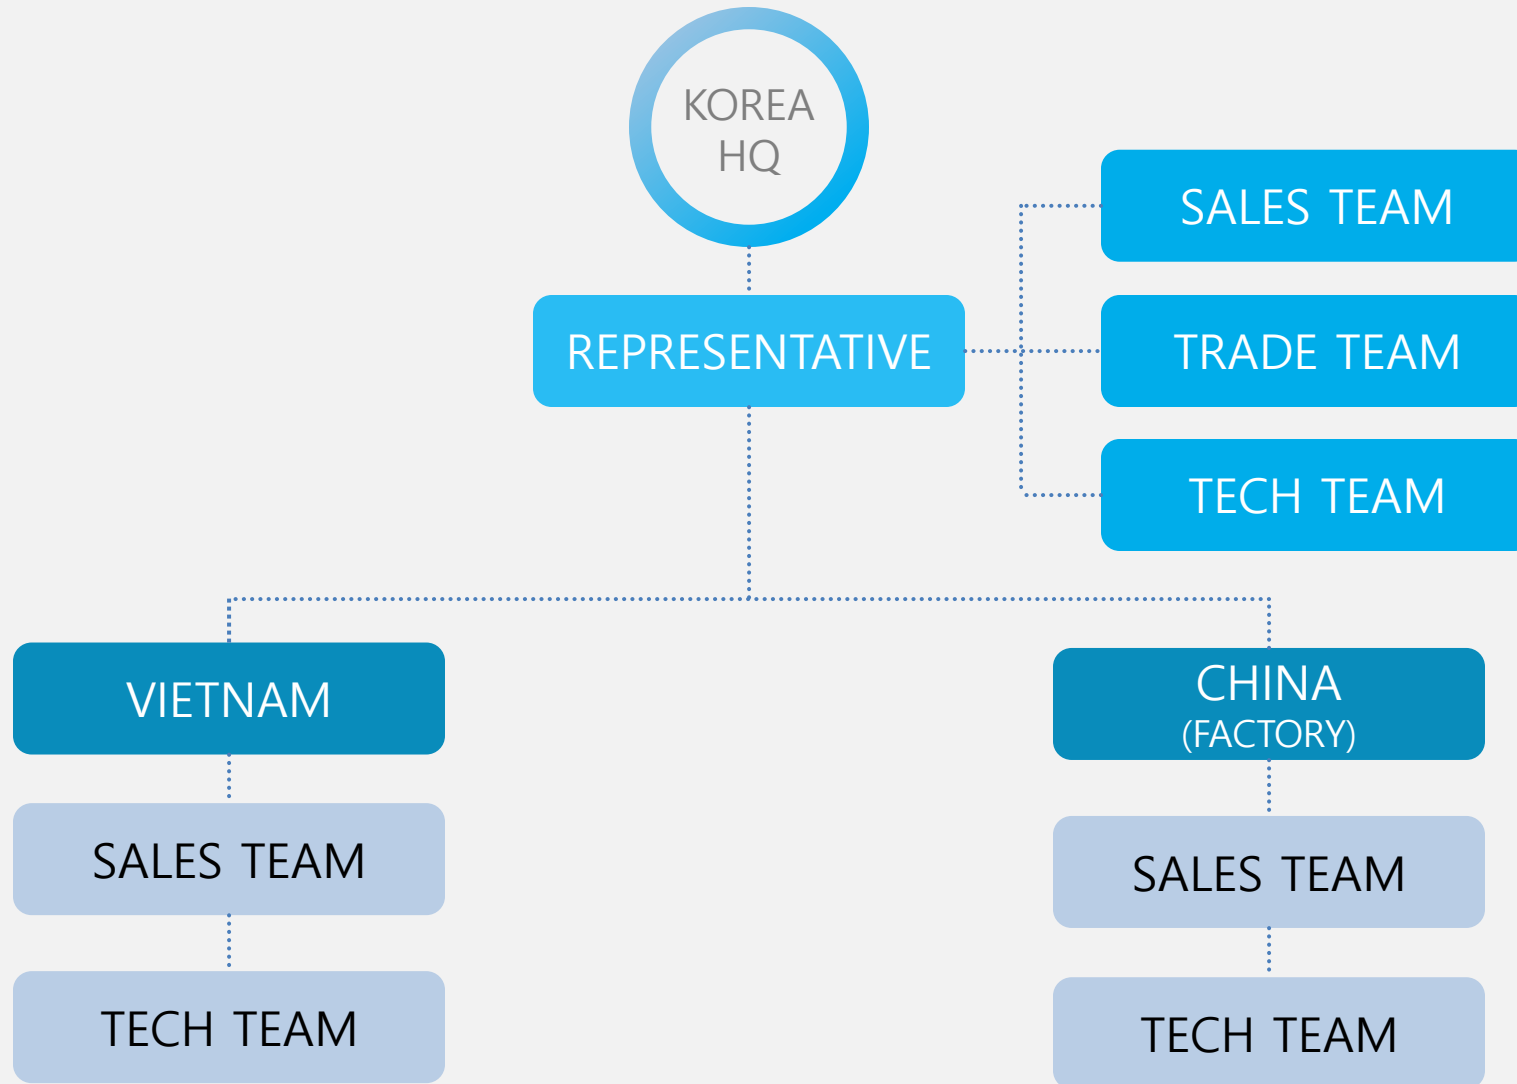 KOREA
HQ
REPRESENTATIVE
SALES TEAM
TRADE TEAM
TECH TEAM
VIETNAM
SALES TEAM
TECH TEAM
CHINA
(FACTORY)
SALES TEAM
TECH TEAM